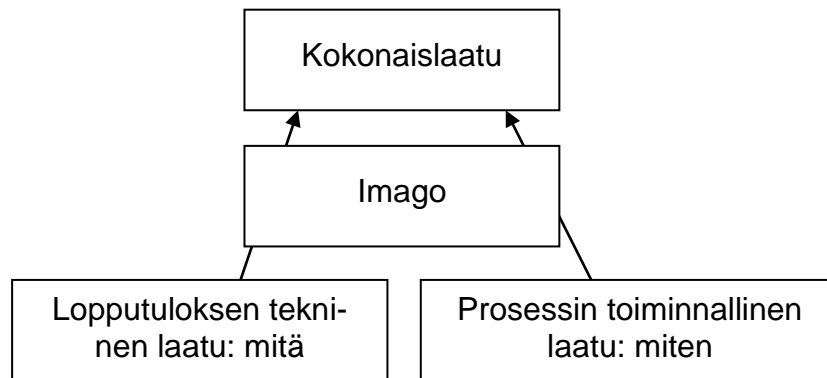 Kokonaislaatu
Imago
Lopputuloksen tekni-
nen laatu: mitä
Prosessin toiminnallinen
laatu: miten